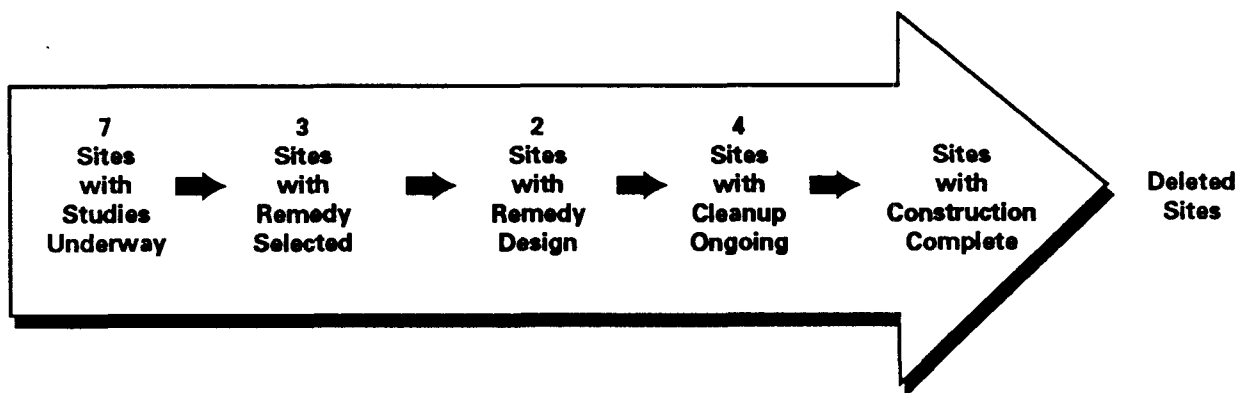 7
Sites
with
Studies
Underway
3
Sites
with
Remedy
Selected
2
Sites
with
Remedy
Design
4
Sites
with
Cleanup
Ongoing
Sites
with
Construction
Complete
Deleted
Sites